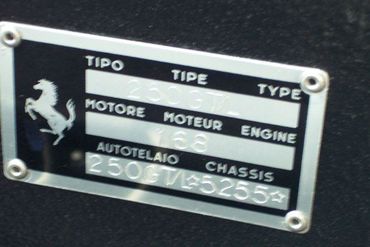 TIPO TIPE TYPE
250GT/L
MOTORE MOTEUR ENGINE
168
AUTOTELAIO CHASSIS
250GT/L☆5255☆